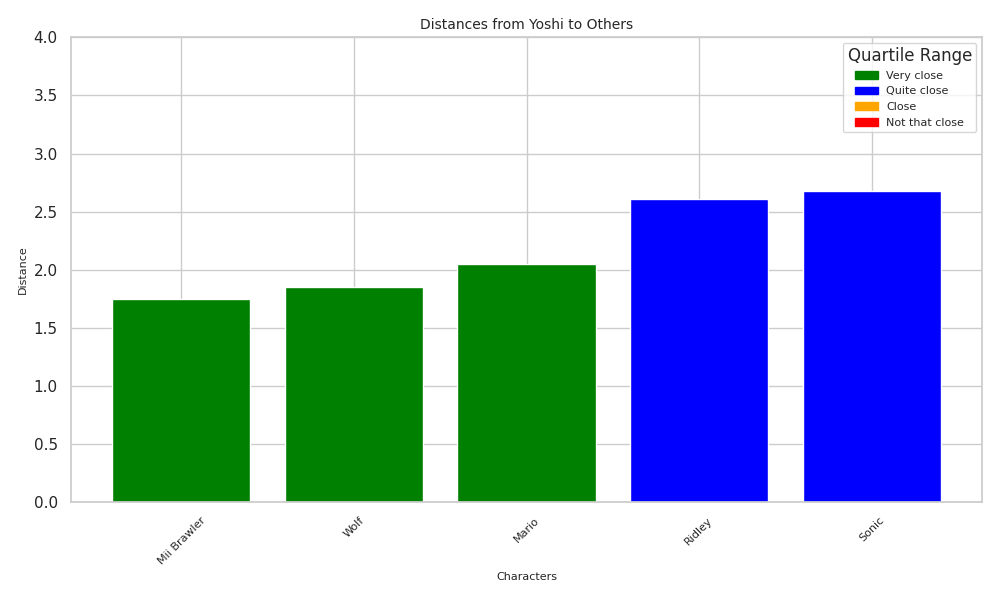 Distances from Yoshi to Others
Quartile Range
Very close
Quite close
Close
Not that close
Distance
4.0
3.5
3.0
2.5
2.0
1.5
1.0
0.5
0.0
Mii Brawler
Wolf
Mario
Ridley
Sonic
Characters